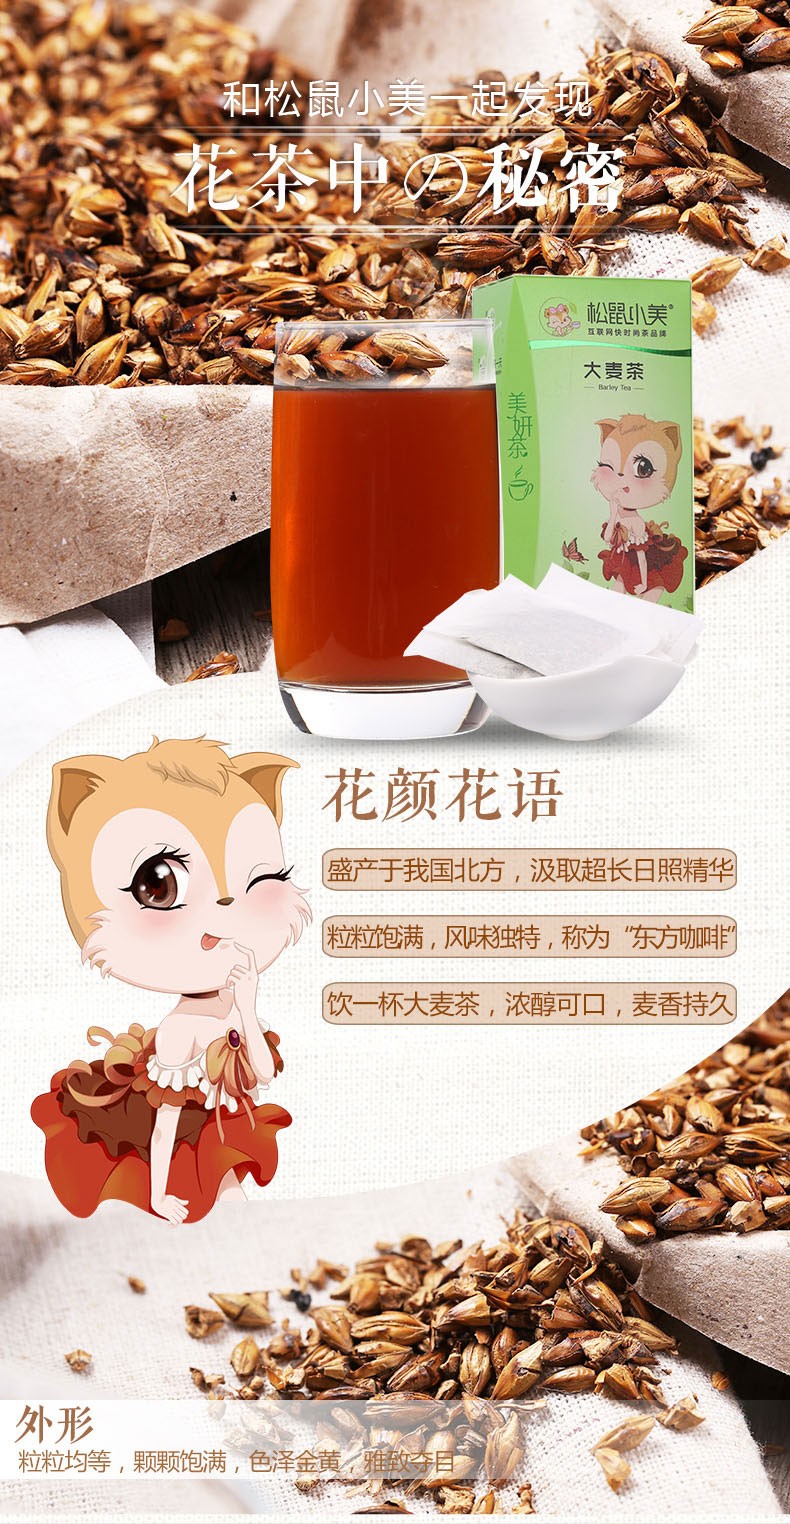 和松鼠小美一起发现
花茶中の秘密
松鼠小美®
互联网快时尚茶品牌
大麦茶
Barley Tea
美妍茶
花颜花语
盛产于我国北方，汲取超长日照精华
粒粒饱满，风味独特，称为“东方咖啡”
饮一杯大麦茶，浓醇可口，麦香持久
外形
粒粒均等，颗颗饱满，色泽金黄，雅致夺目